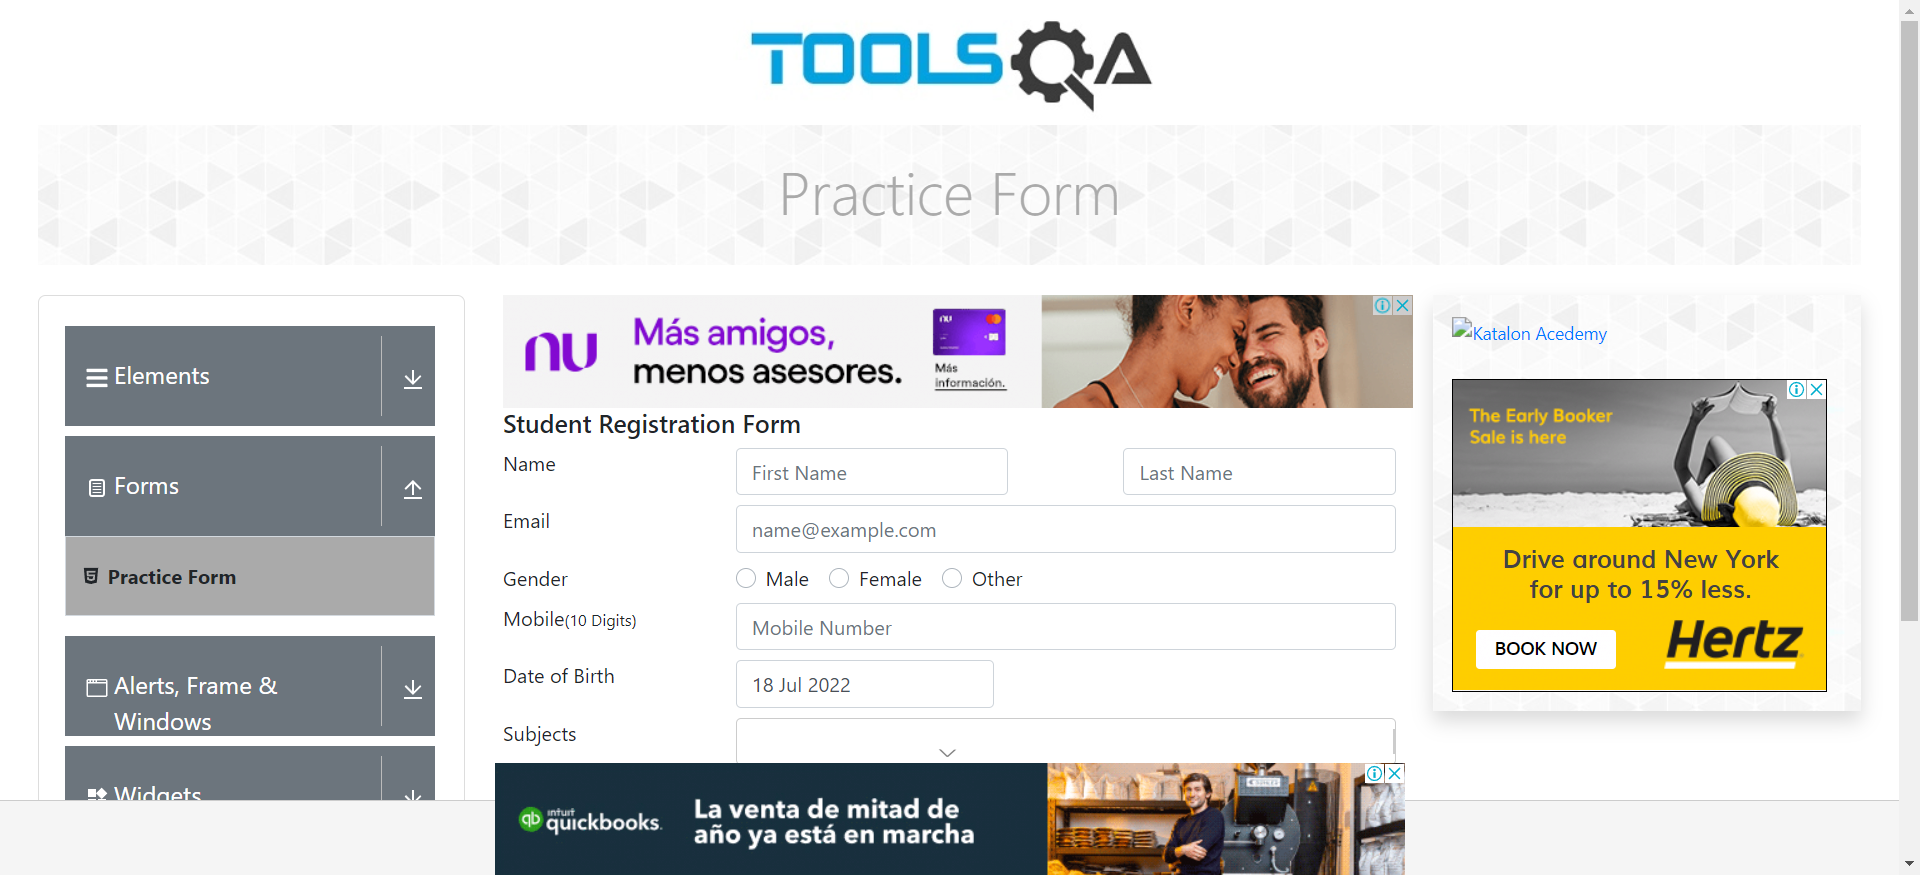 TOOLSQA
Practice Form
Elements
Forms
Practice Form
Alerts, Frame &
Windows
Widgets
nu
Más amigos,
menos asesores.
nu
Más
información.
Student Registration Form
Name
First Name
Last Name
Email
name@example.com
Gender
Male
Female
Other
Mobile(10 Digits)
Mobile Number
Date of Birth
18 Jul 2022
Subjects
intuit
qb quickbooks.
La venta de mitad de
año ya está en marcha
Katalon Acedemy
The Early Booker
Sale is here
Drive around New York
for up to 15% less.
BOOK NOW
Hertz